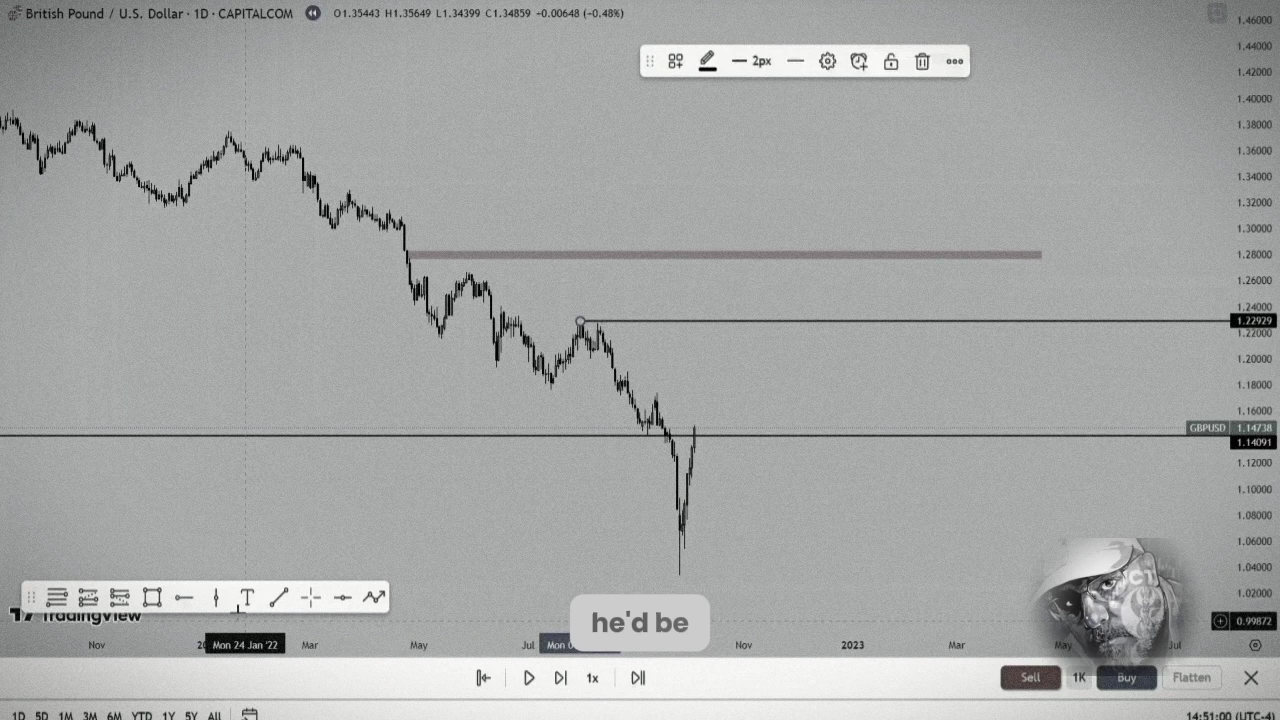 British Pound / U.S. Dollar · 1D · CAPITALCOM O1.35443 H1.35649 L1.34399 C1.34859 -0.00648 (-0.48%)
2px
1.46000
1.44000
1.42000
1.40000
1.38000
1.36000
1.34000
1.32000
1.30000
1.28000
1.26000
1.24000
1.22929
1.22000
1.20000
1.18000
1.16000
GBPUSD 1.14738
1.14091
1.12000
1.10000
1.08000
1.06000
1.04000
1.02000
0.99872
T
TradingView
he'd be
Nov Mon 24 Jan '22 Mar May Jul Mon Nov 2023 Mar May Jul
1x Sell 1K Buy Flatten
1D 5D 1M 3M 6M YTD 1Y 5Y All 14:51:00 (UTC-4)